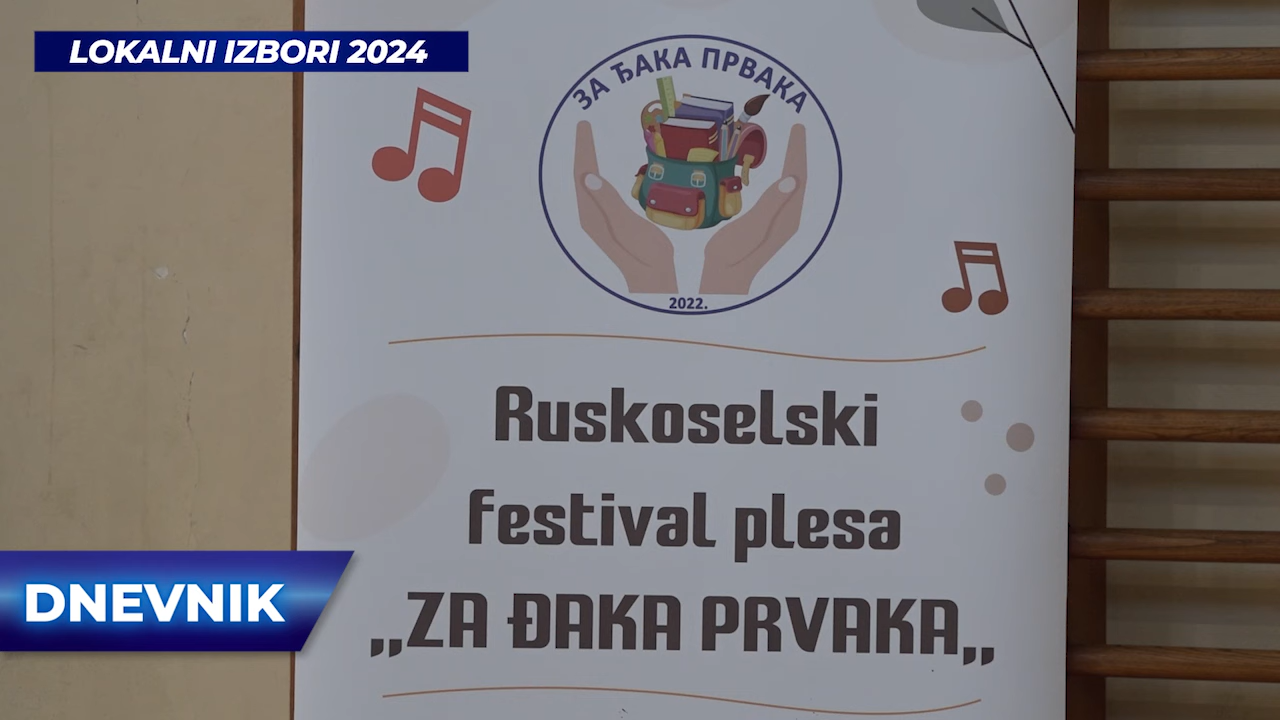 LOKALNI IZBORI 2024
ЗА ЂАКА ПРВАКА
2022.
Ruskoselski
festival plesa
,,ZA ĐAKA PRVAKA,,
DNEVNIK